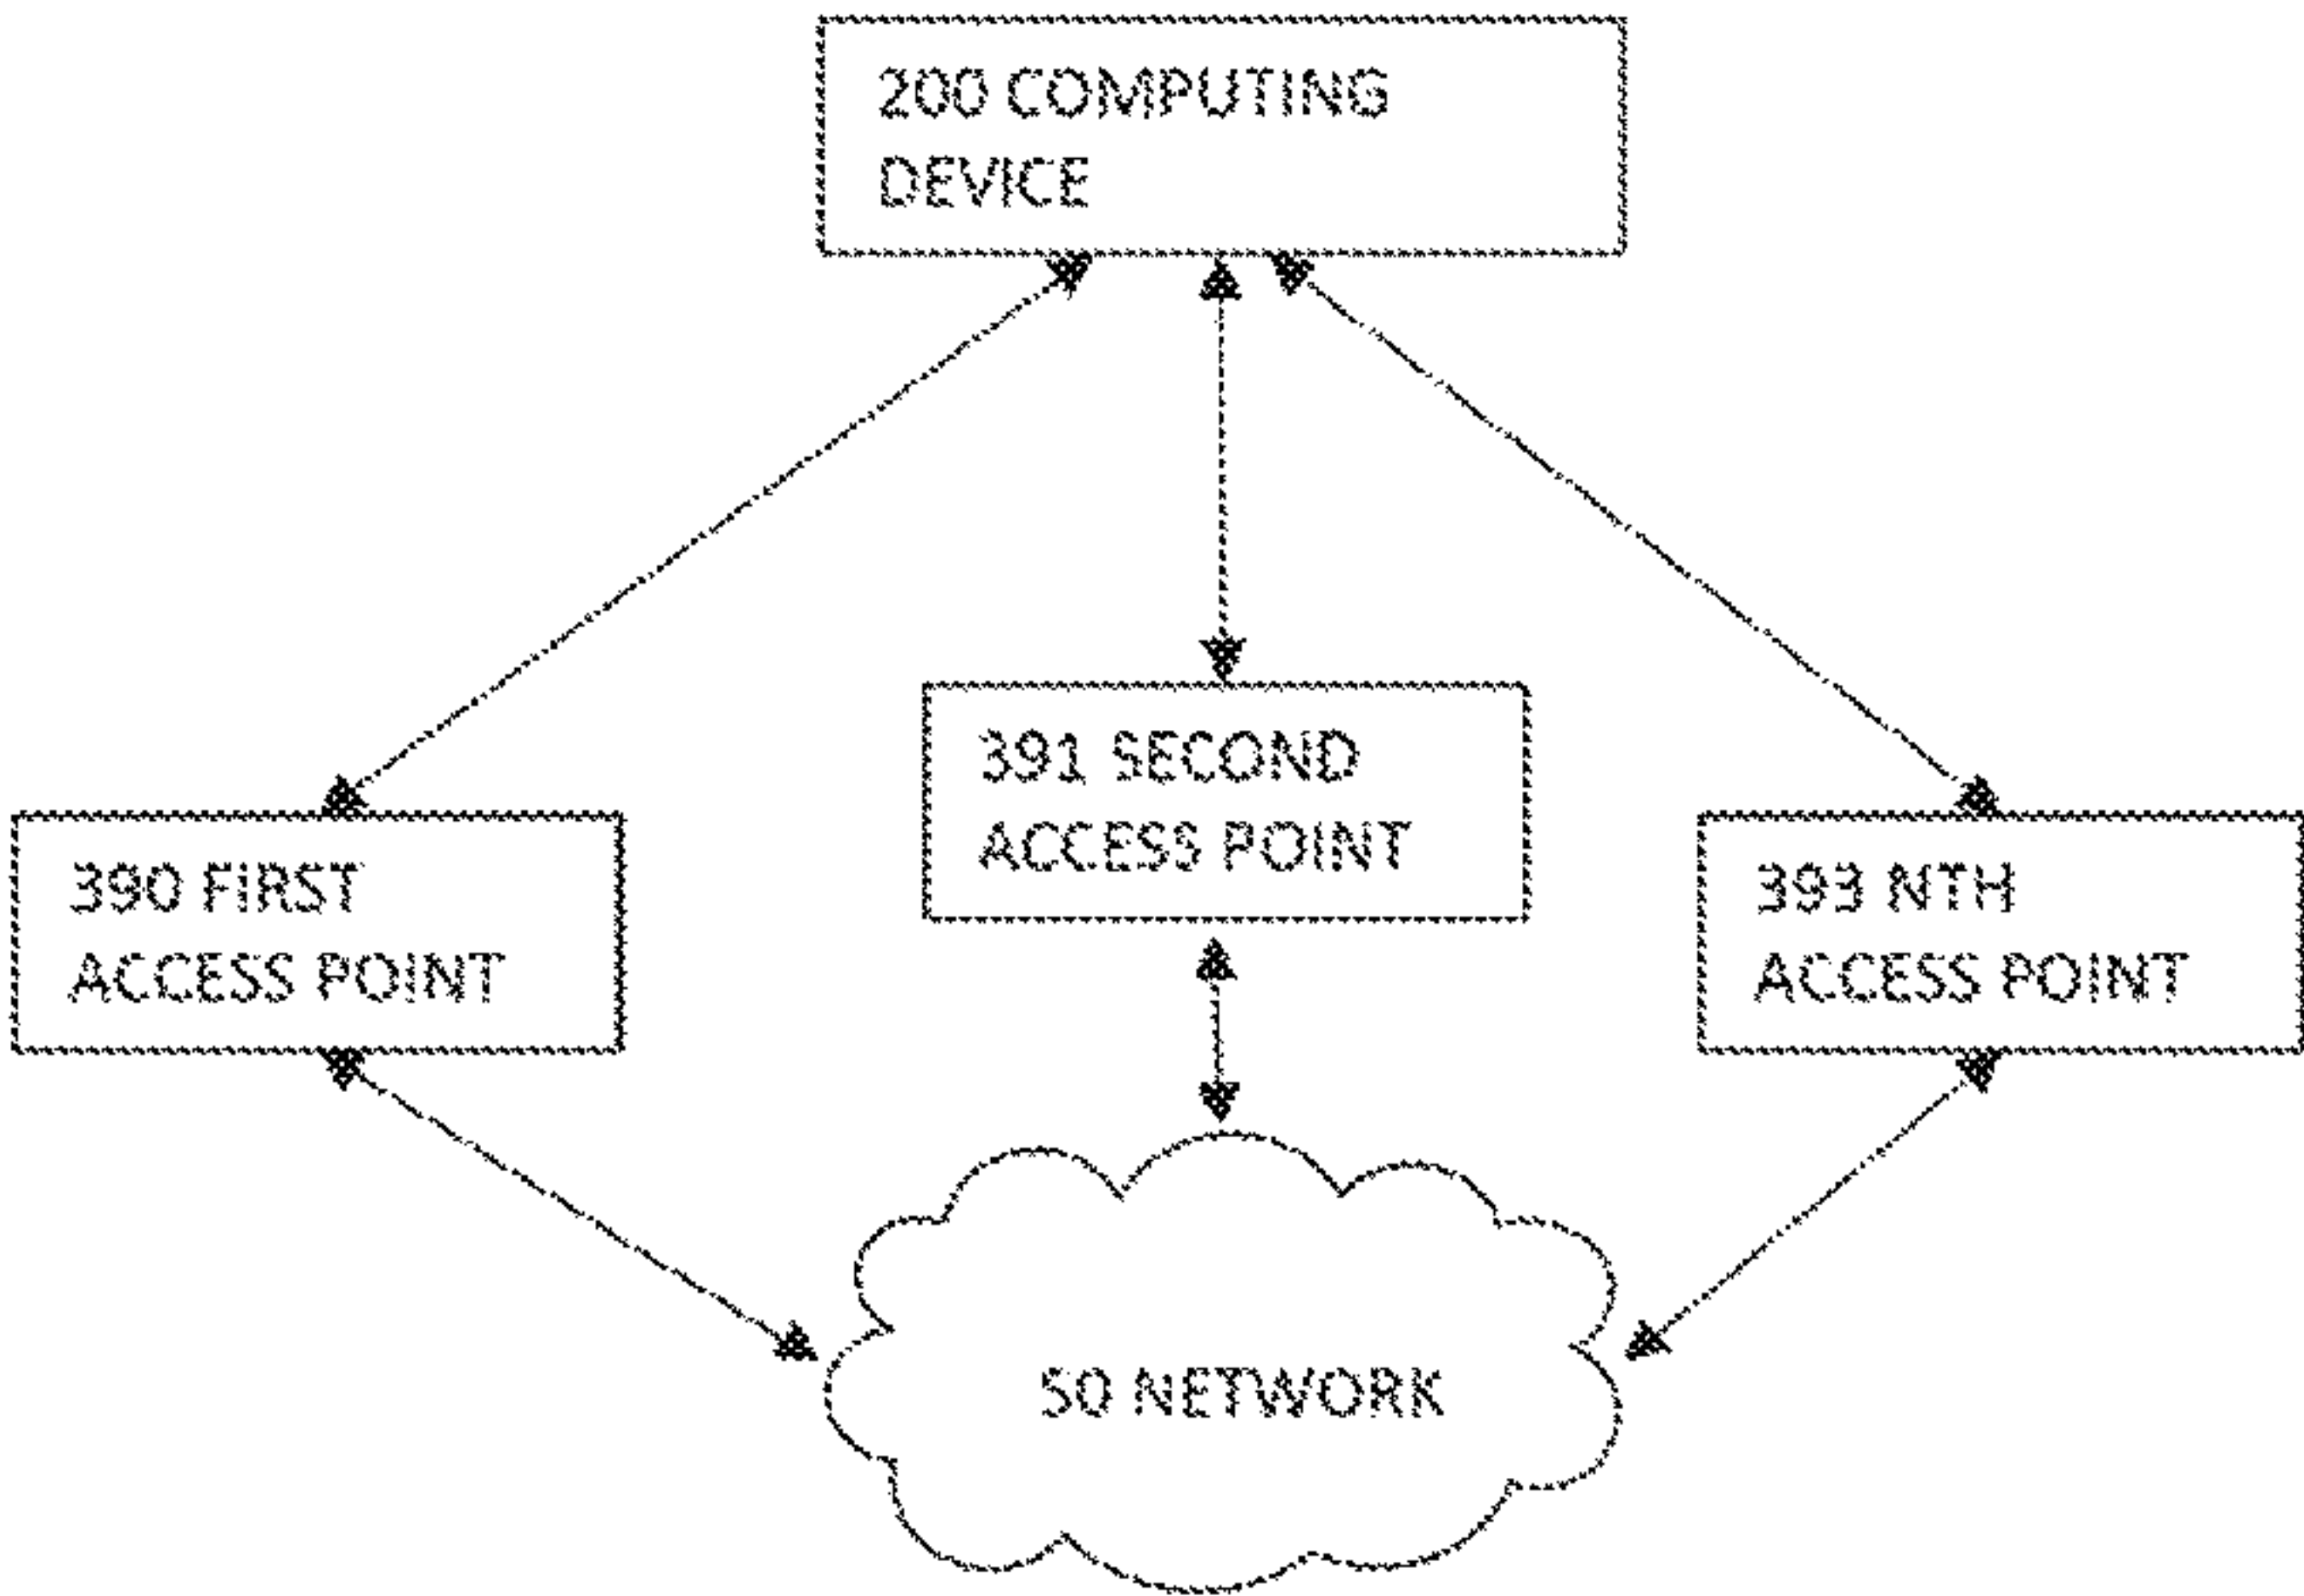 200 COMPUTING
DEVICE
391 SECOND
ACCESS POINT
390 FIRST
ACCESS POINT
393 NTH
ACCESS POINT
50 NETWORK